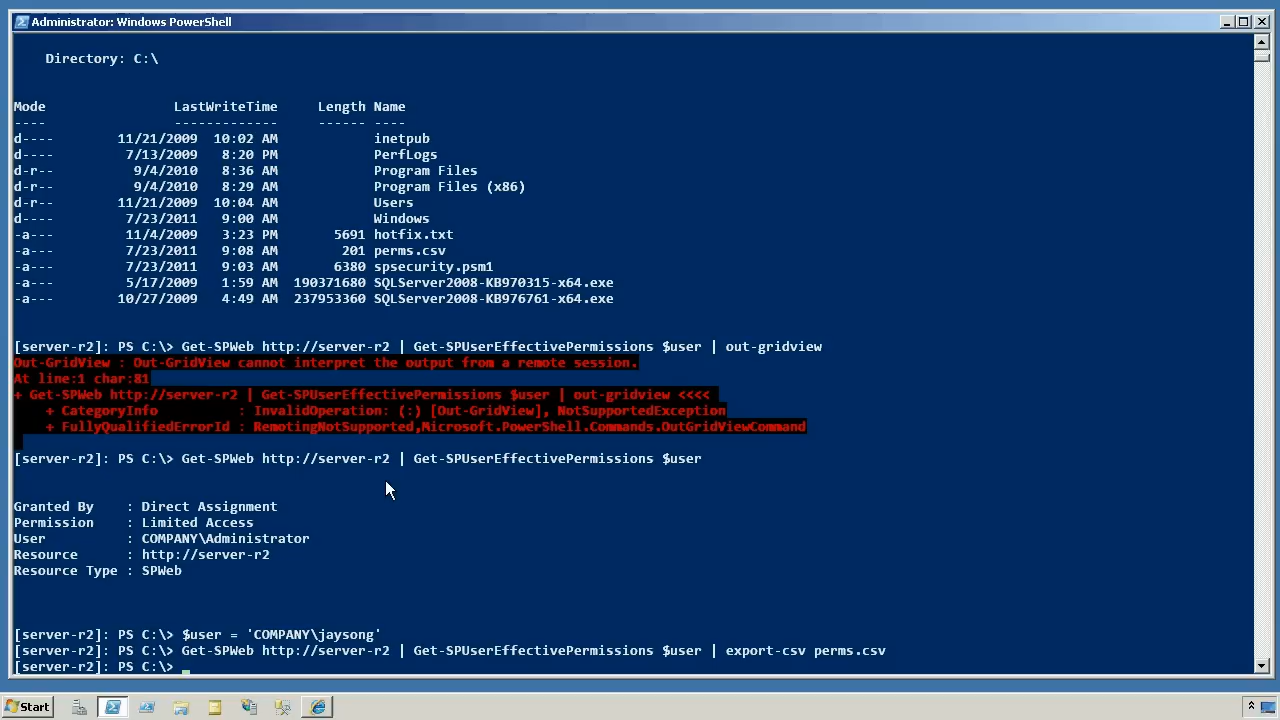 Administrator: Windows PowerShell
Directory: C:\
Mode LastWriteTime Length Name
---- ------------- ------ ----
d---- 11/21/2009 10:02 AM inetpub
d---- 7/13/2009 8:20 PM PerfLogs
d-r-- 9/4/2010 8:36 AM Program Files
d-r-- 9/4/2010 8:29 AM Program Files (x86)
d-r-- 11/21/2009 10:04 AM Users
d---- 7/23/2011 9:00 AM Windows
-a--- 11/4/2009 3:23 PM 5691 hotfix.txt
-a--- 7/23/2011 9:08 AM 201 perms.csv
-a--- 7/23/2011 9:03 AM 6380 spsecurity.psm1
-a--- 5/17/2009 1:59 AM 190371680 SQLServer2008-KB970315-x64.exe
-a--- 10/27/2009 4:49 AM 237953360 SQLServer2008-KB976761-x64.exe
[server-r2]: PS C:\> Get-SPWeb http://server-r2 | Get-SPUserEffectivePermissions $user | out-gridview
Out-GridView : Out-GridView cannot interpret the output from a remote session.
At line:1 char:81
+ Get-SPWeb http://server-r2 | Get-SPUserEffectivePermissions $user | out-gridview <<<<
+ CategoryInfo : InvalidOperation: (:) [Out-GridView], NotSupportedException
+ FullyQualifiedErrorId : RemotingNotSupported,Microsoft.PowerShell.Commands.OutGridViewCommand
[server-r2]: PS C:\> Get-SPWeb http://server-r2 | Get-SPUserEffectivePermissions $user
Granted By : Direct Assignment
Permission : Limited Access
User : COMPANY\Administrator
Resource : http://server-r2
Resource Type : SPWeb
[server-r2]: PS C:\> $user = 'COMPANY\jaysong'
[server-r2]: PS C:\> Get-SPWeb http://server-r2 | Get-SPUserEffectivePermissions $user | export-csv perms.csv
[server-r2]: PS C:\> _
Start